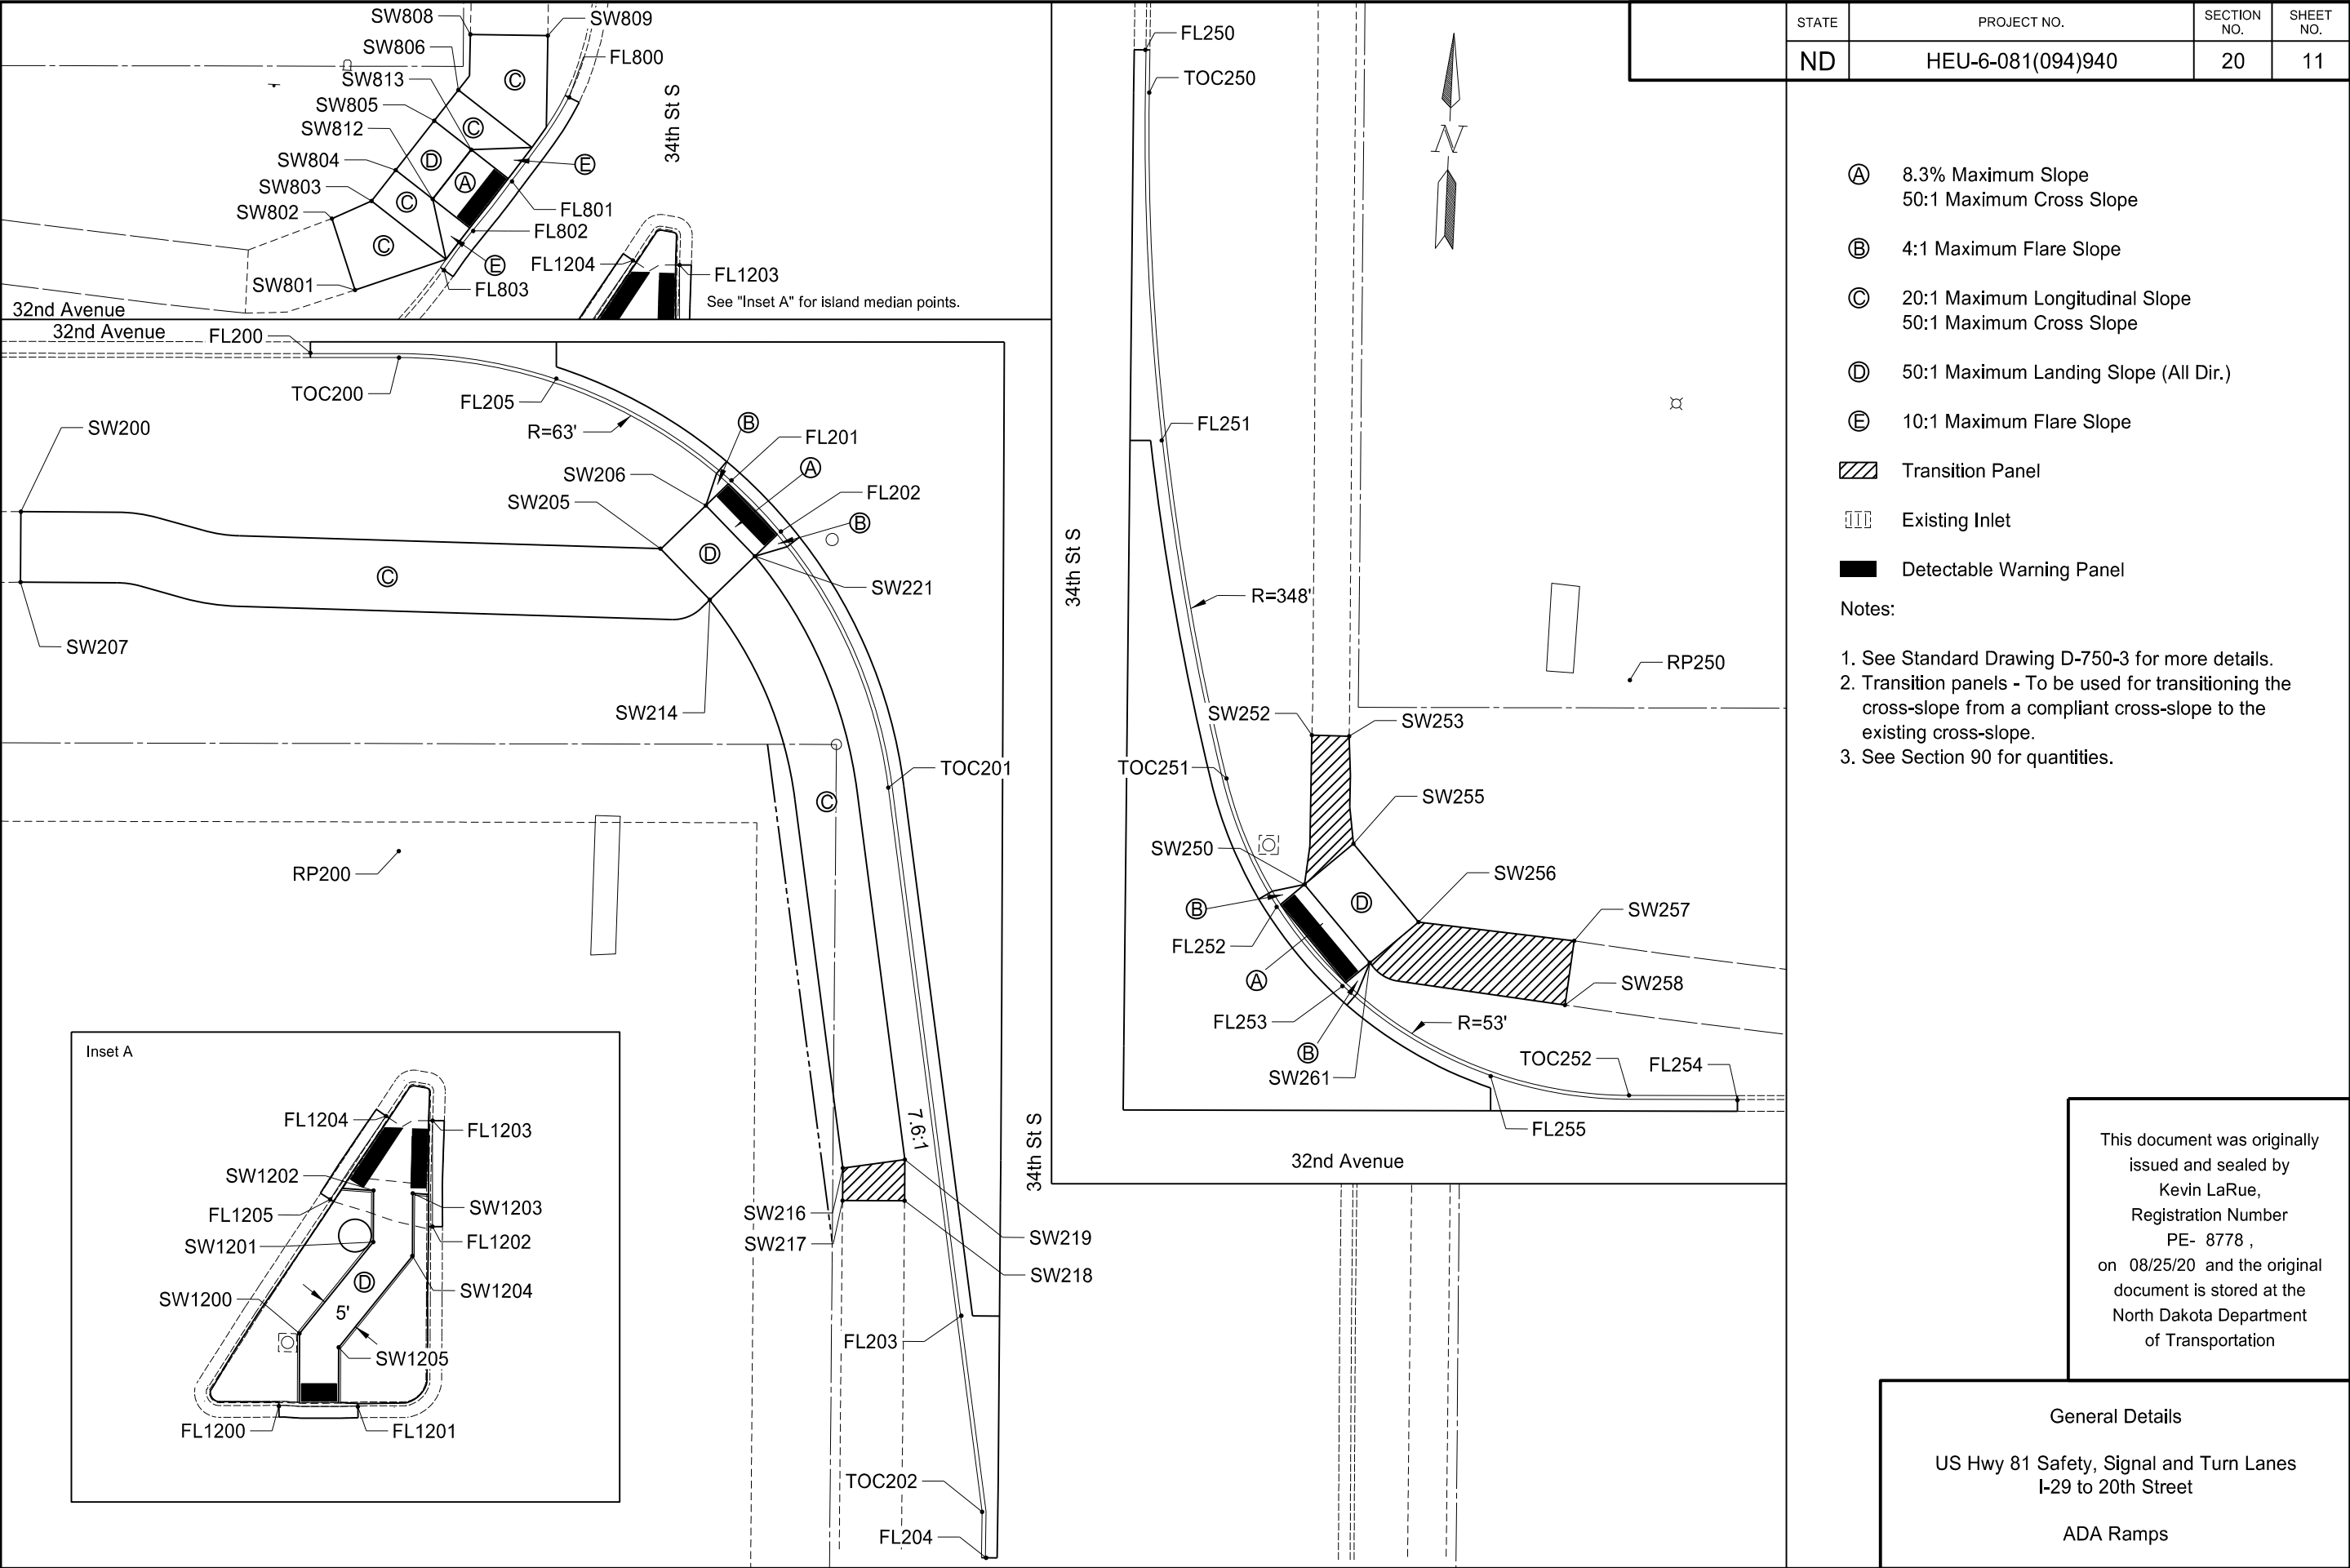 STATE
PROJECT NO.
SECTION NO.
SHEET NO.
ND
HEU-6-081(094)940
20
11
SW808
SW809
SW806
FL800
SW813
SW805
SW812
SW804
SW803
SW802
SW801
C
C
D
A
C
C
E
E
FL801
FL802
FL803
FL1204
FL1203
34th St S
See "Inset A" for island median points.
32nd Avenue
32nd Avenue
FL200
TOC200
FL205
R=63'
B
FL201
A
FL202
B
SW200
SW206
SW205
D
C
SW221
SW207
SW214
TOC201
C
RP200
7.6:1
34th St S
SW216
SW217
SW219
SW218
FL203
TOC202
FL204
Inset A
FL1204
FL1203
SW1202
SW1203
FL1205
FL1202
SW1201
D
SW1204
SW1200
5'
SW1205
FL1200
FL1201
FL250
TOC250
N
FL251
34th St S
R=348'
RP250
SW252
SW253
TOC251
SW255
SW250
SW256
D
B
SW257
FL252
A
SW258
FL253
R=53'
B
TOC252
FL254
SW261
FL255
32nd Avenue
A 8.3% Maximum Slope
50:1 Maximum Cross Slope
B 4:1 Maximum Flare Slope
C 20:1 Maximum Longitudinal Slope
50:1 Maximum Cross Slope
D 50:1 Maximum Landing Slope (All Dir.)
E 10:1 Maximum Flare Slope
Transition Panel
Existing Inlet
Detectable Warning Panel
Notes:
1. See Standard Drawing D-750-3 for more details.
2. Transition panels - To be used for transitioning the
cross-slope from a compliant cross-slope to the
existing cross-slope.
3. See Section 90 for quantities.
This document was originally
issued and sealed by
Kevin LaRue,
Registration Number
PE- 8778 ,
on 08/25/20 and the original
document is stored at the
North Dakota Department
of Transportation
General Details
US Hwy 81 Safety, Signal and Turn Lanes
I-29 to 20th Street
ADA Ramps